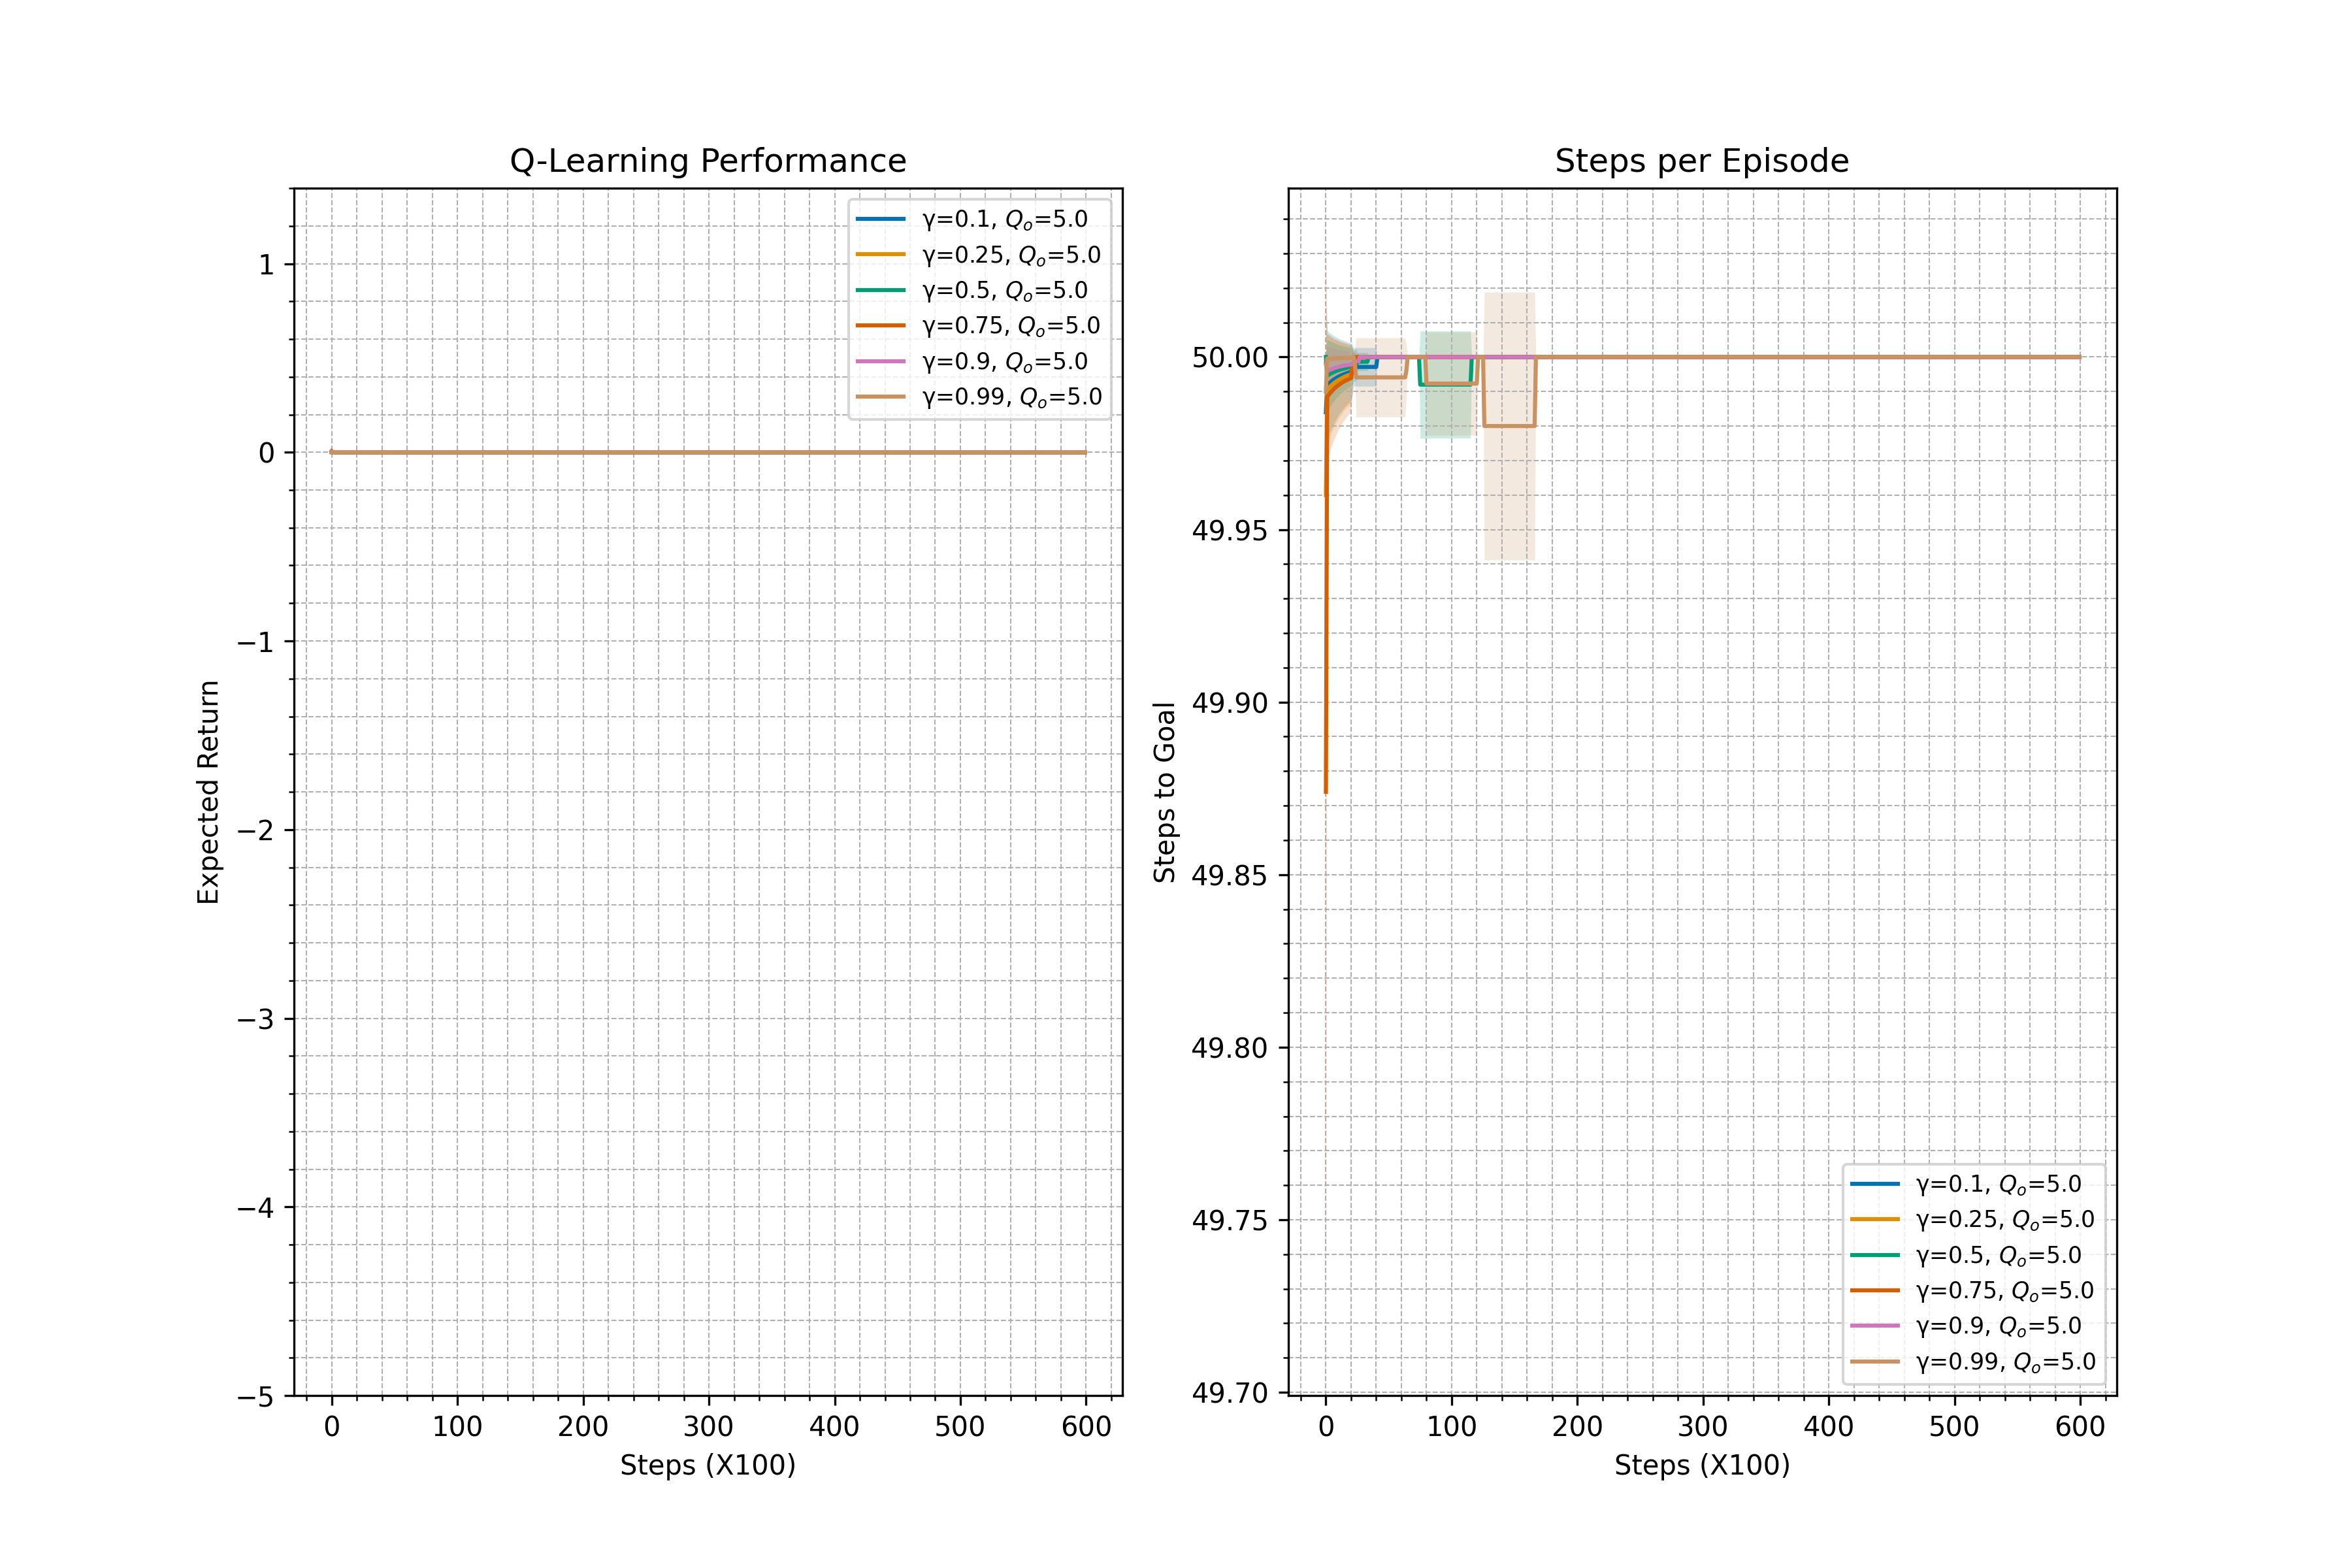 Q-Learning Performance
1
0
−1
−2
−3
−4
−5
Expected Return
0 100 200 300 400 500 600
Steps (X100)
γ=0.1, Qₒ=5.0
γ=0.25, Qₒ=5.0
γ=0.5, Qₒ=5.0
γ=0.75, Qₒ=5.0
γ=0.9, Qₒ=5.0
γ=0.99, Qₒ=5.0
Steps per Episode
50.00
49.95
49.90
49.85
49.80
49.75
49.70
Steps to Goal
0 100 200 300 400 500 600
Steps (X100)
γ=0.1, Qₒ=5.0
γ=0.25, Qₒ=5.0
γ=0.5, Qₒ=5.0
γ=0.75, Qₒ=5.0
γ=0.9, Qₒ=5.0
γ=0.99, Qₒ=5.0